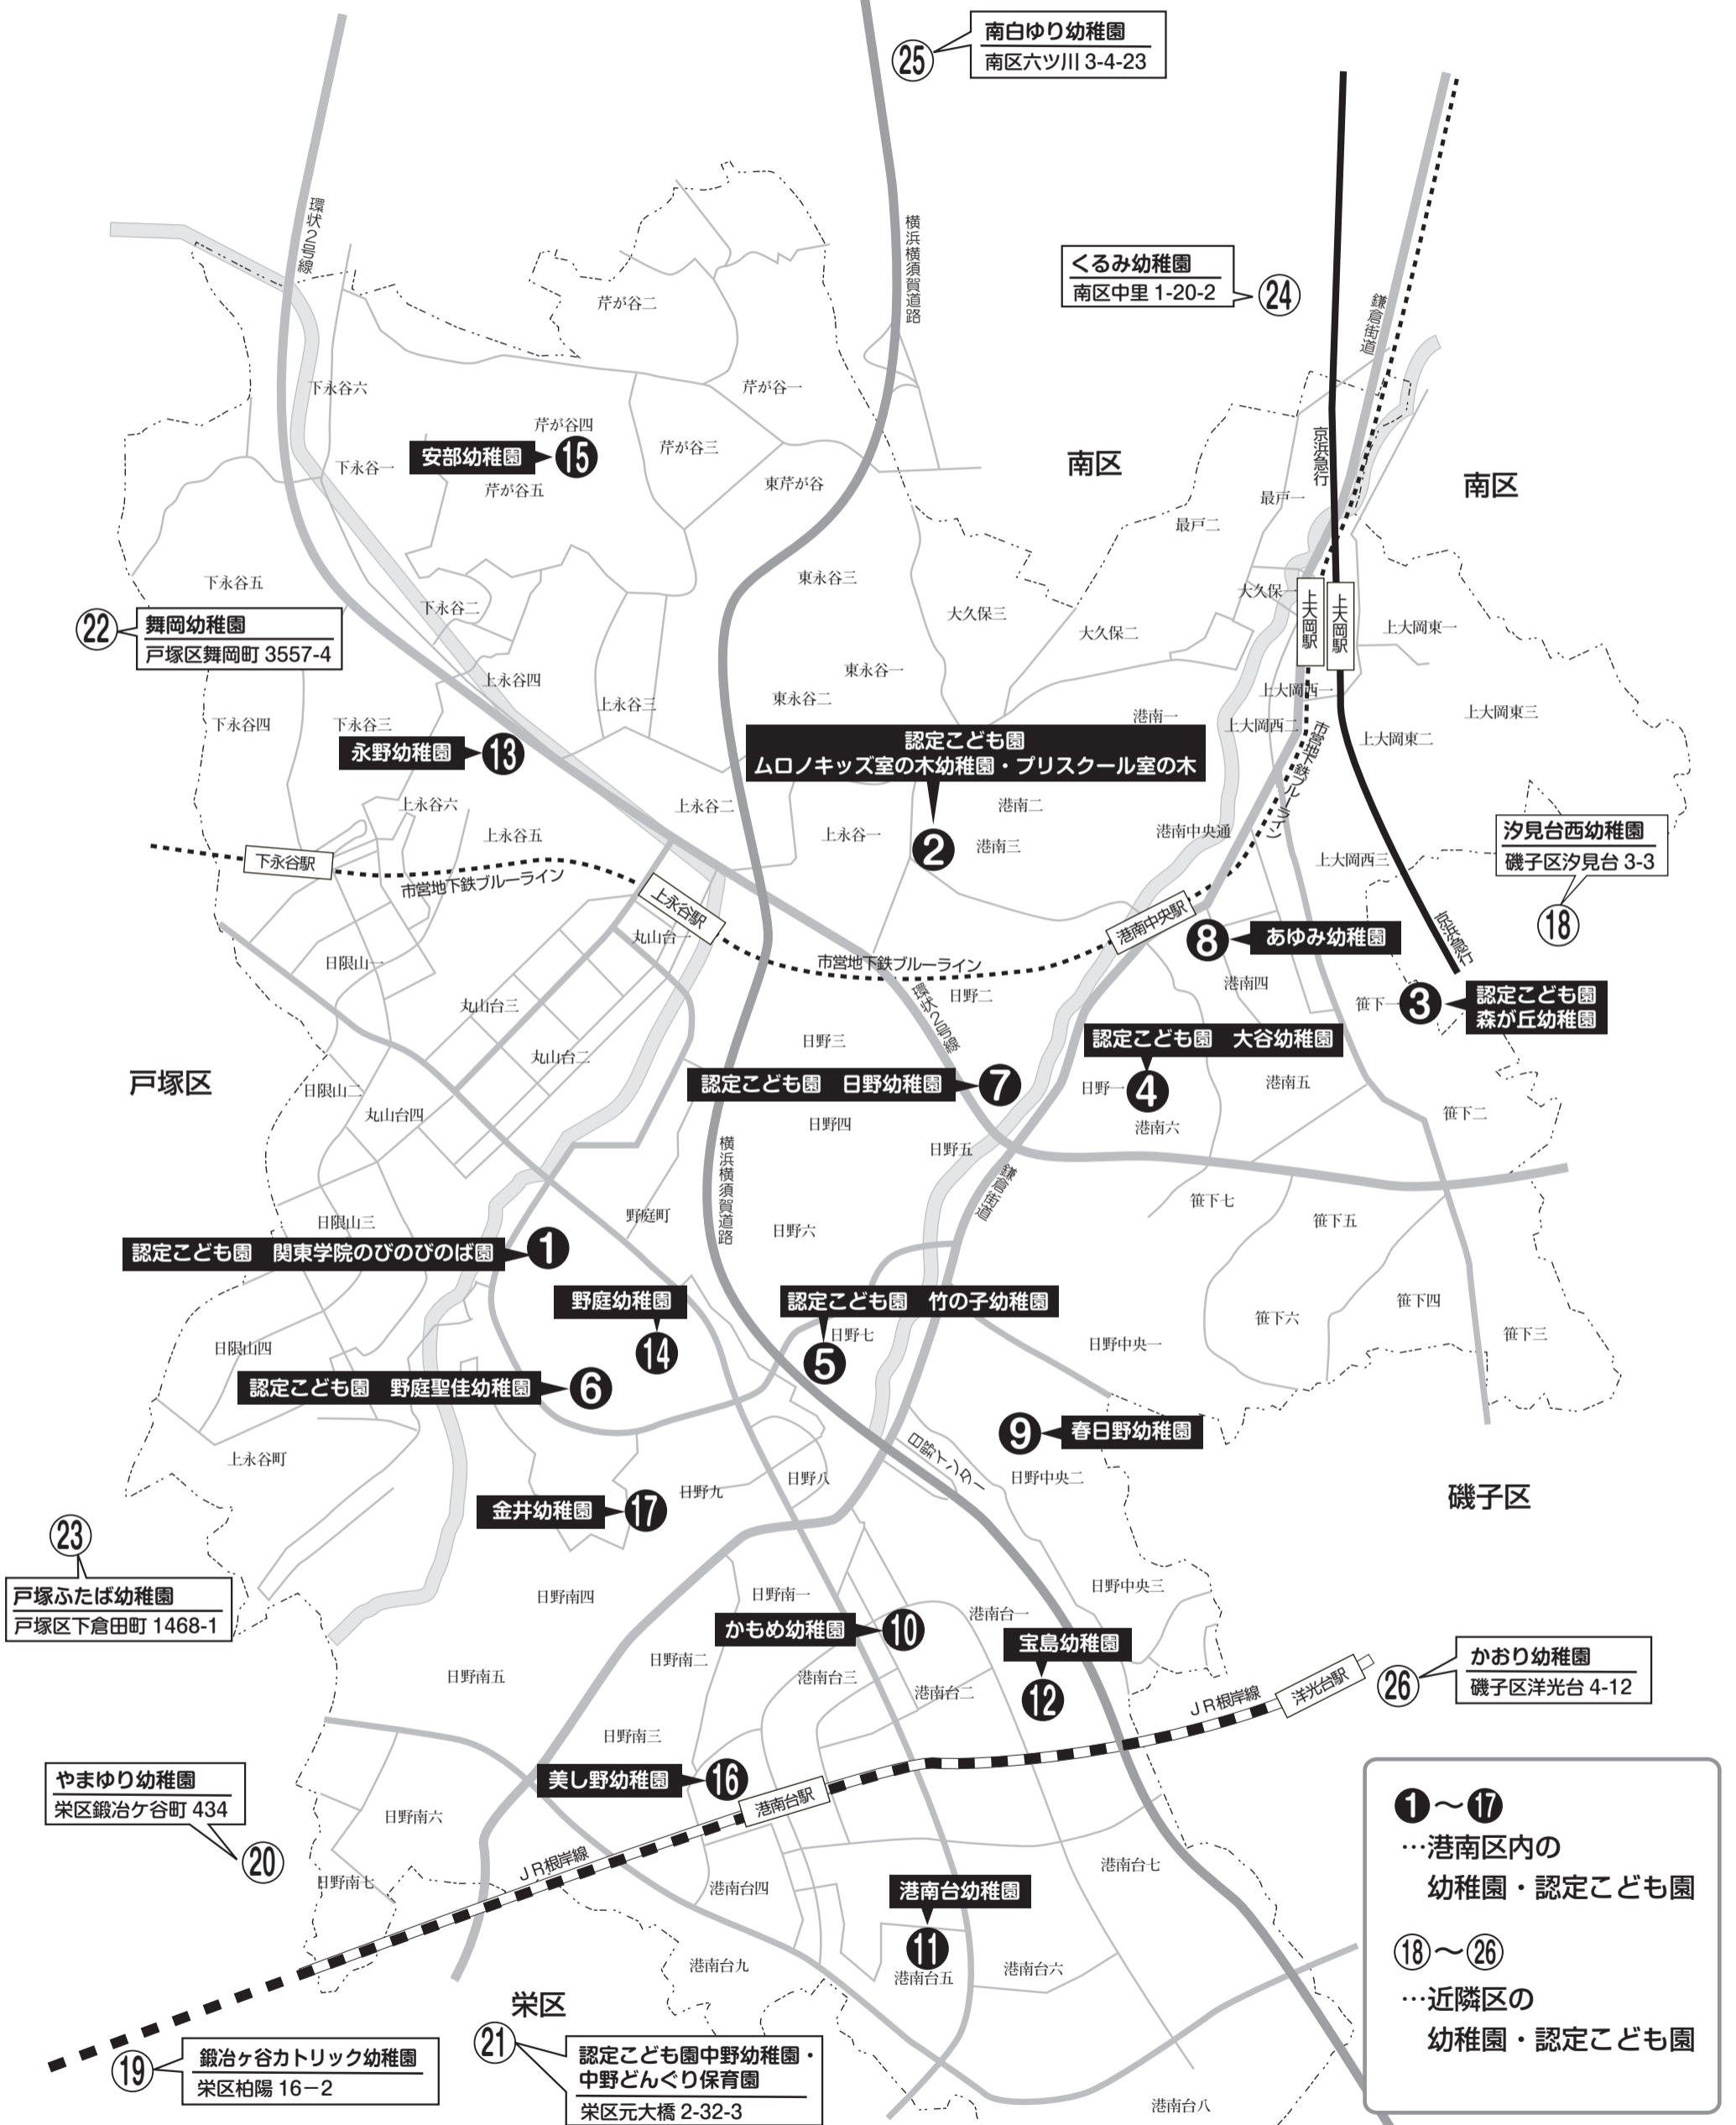 25
南白ゆり幼稚園
南区六ツ川 3-4-23
環状2号線
横浜横須賀道路
くるみ幼稚園
南区中里 1-20-2
24
鎌倉街道
芹が谷二
下永谷六
芹が谷一
芹が谷四
京浜急行
安部幼稚園
15
下永谷一
芹が谷三
南区
南区
芹が谷五
東芹が谷
最戸一
最戸二
下永谷五
東永谷三
大久保一
下永谷二
大久保三
大久保二
上大岡駅
上大岡駅
上大岡東一
22
舞岡幼稚園
戸塚区舞岡町 3557-4
上永谷四
東永谷一
上永谷三
東永谷二
上大岡西一
下永谷四
下永谷三
港南一
上大岡西二
上大岡東三
上大岡東二
市営地下鉄ブルーライン
永野幼稚園
13
認定こども園
ムロノキッズ室の木幼稚園・プリスクール室の木
2
上永谷六
上永谷二
港南二
上永谷五
上永谷一
港南三
港南中央通
上大岡西三
汐見台西幼稚園
磯子区汐見台 3-3
18
下永谷駅
市営地下鉄ブルーライン
上永谷駅
港南中央駅
8
あゆみ幼稚園
京浜急行
丸山台一
日限山一
市営地下鉄ブルーライン
環状2号線
日野二
港南四
笹下一
3
認定こども園
森が丘幼稚園
丸山台三
日野三
認定こども園 大谷幼稚園
4
丸山台二
戸塚区
認定こども園 日野幼稚園
7
日野一
港南五
日限山二
丸山台四
日野四
港南六
笹下二
横浜横須賀道路
日野五
鎌倉街道
笹下七
日限山三
野庭町
日野六
笹下五
認定こども園 関東学院のびのびのば園
1
野庭幼稚園
14
認定こども園 竹の子幼稚園
5
日野七
笹下六
笹下四
日限山四
日野中央一
笹下三
認定こども園 野庭聖佳幼稚園
6
9
春日野幼稚園
上永谷町
日野インター
日野中央二
日野八
日野九
磯子区
金井幼稚園
17
23
戸塚ふたば幼稚園
戸塚区下倉田町 1468-1
日野南四
日野南一
日野中央三
港南台一
かもめ幼稚園
10
宝島幼稚園
12
日野南二
日野南五
港南台三
港南台二
かおり幼稚園
磯子区洋光台 4-12
26
洋光台駅
JR根岸線
日野南三
美し野幼稚園
16
港南台駅
やまゆり幼稚園
栄区鍛冶ケ谷町 434
20
日野南六
JR根岸線
日野南七
港南台四
港南台七
港南台幼稚園
11
港南台五
港南台六
港南台九
栄区
19
鍛冶ヶ谷カトリック幼稚園
栄区柏陽 16−2
21
認定こども園中野幼稚園・
中野どんぐり保育園
栄区元大橋 2-32-3
港南台八
1〜17
…港南区内の
幼稚園・認定こども園
18〜26
…近隣区の
幼稚園・認定こども園